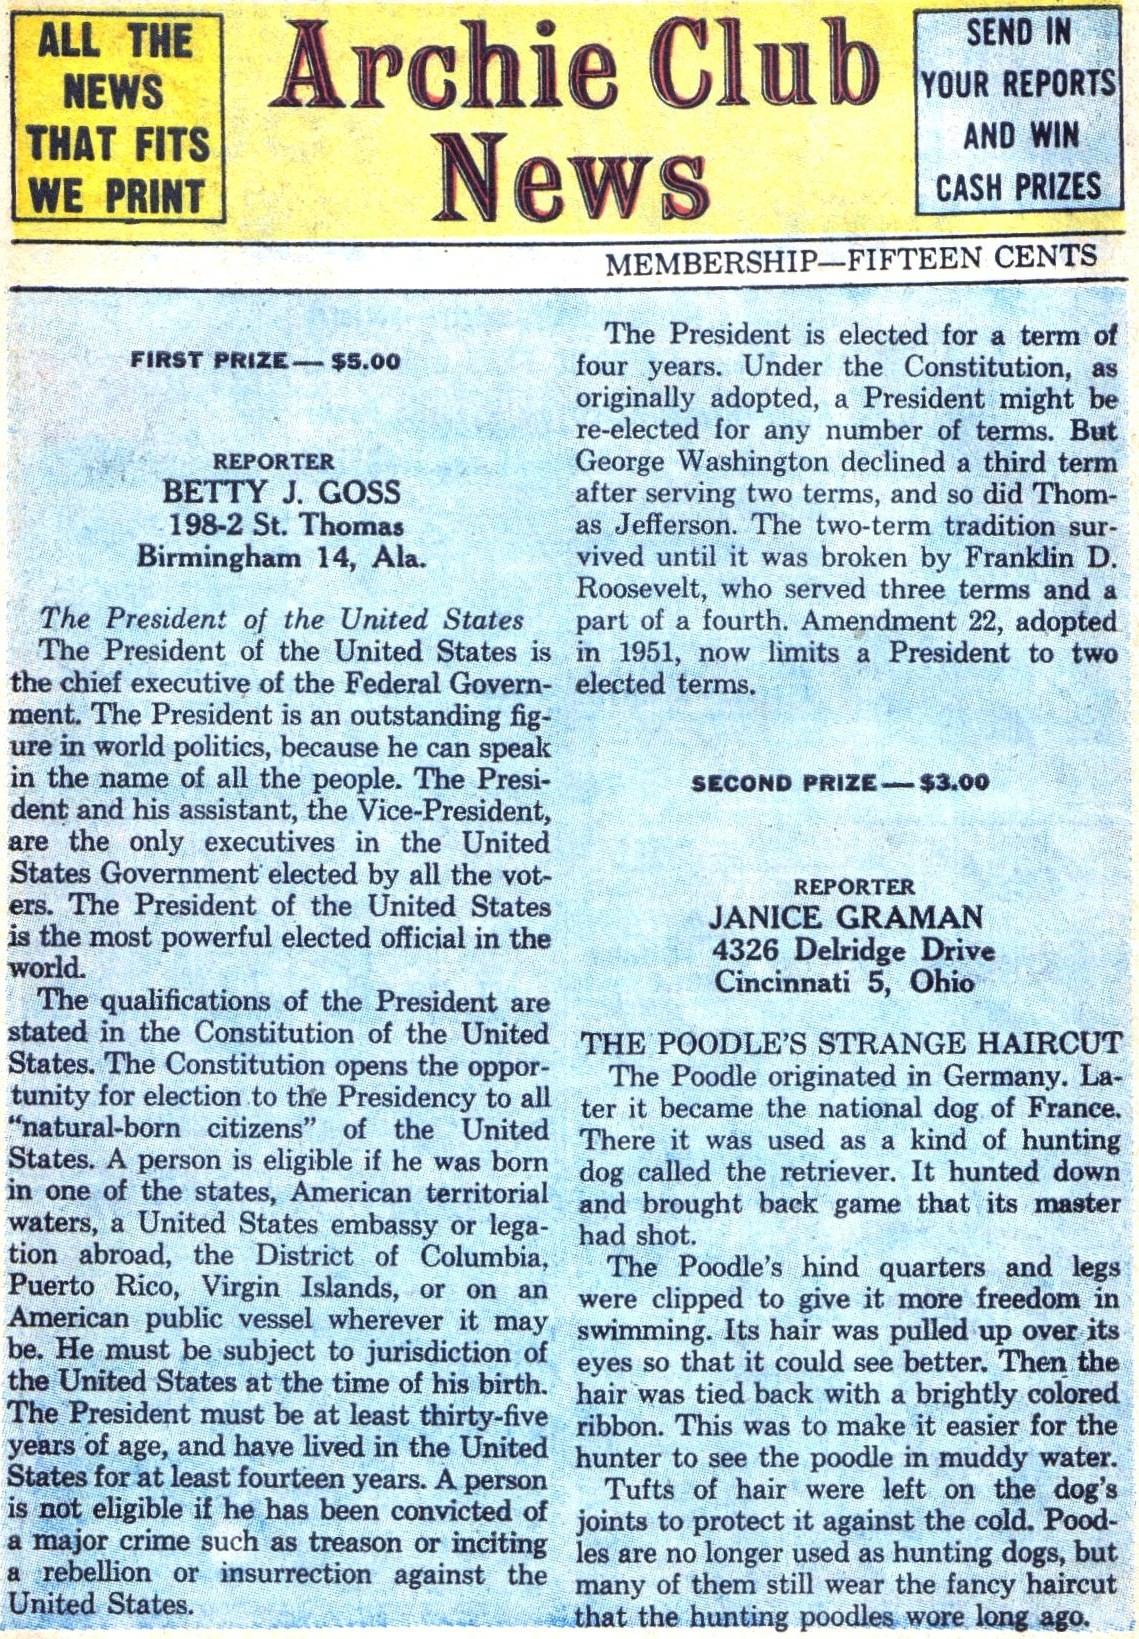 ALL THE
NEWS
THAT FITS
WE PRINT
Archie Club
News
SEND IN
YOUR REPORTS
AND WIN
CASH PRIZES
MEMBERSHIP—FIFTEEN CENTS
FIRST PRIZE — $5.00
REPORTER
BETTY J. GOSS
198-2 St. Thomas
Birmingham 14, Ala.
The President of the United States
The President of the United States is
the chief executive of the Federal Govern-
ment. The President is an outstanding fig-
ure in world politics, because he can speak
in the name of all the people. The Presi-
dent and his assistant, the Vice-President,
are the only executives in the United
States Government elected by all the vot-
ers. The President of the United States
is the most powerful elected official in the
world.
The qualifications of the President are
stated in the Constitution of the United
States. The Constitution opens the oppor-
tunity for election to the Presidency to all
“natural-born citizens” of the United
States. A person is eligible if he was born
in one of the states, American territorial
waters, a United States embassy or lega-
tion abroad, the District of Columbia,
Puerto Rico, Virgin Islands, or on an
American public vessel wherever it may
be. He must be subject to jurisdiction of
the United States at the time of his birth.
The President must be at least thirty-five
years of age, and have lived in the United
States for at least fourteen years. A person
is not eligible if he has been convicted of
a major crime such as treason or inciting
a rebellion or insurrection against the
United States.
The President is elected for a term of
four years. Under the Constitution, as
originally adopted, a President might be
re-elected for any number of terms. But
George Washington declined a third term
after serving two terms, and so did Thom-
as Jefferson. The two-term tradition sur-
vived until it was broken by Franklin D.
Roosevelt, who served three terms and a
part of a fourth. Amendment 22, adopted
in 1951, now limits a President to two
elected terms.
SECOND PRIZE — $3.00
REPORTER
JANICE GRAMAN
4326 Delridge Drive
Cincinnati 5, Ohio
THE POODLE'S STRANGE HAIRCUT
The Poodle originated in Germany. La-
ter it became the national dog of France.
There it was used as a kind of hunting
dog called the retriever. It hunted down
and brought back game that its master
had shot.
The Poodle's hind quarters and legs
were clipped to give it more freedom in
swimming. Its hair was pulled up over its
eyes so that it could see better. Then the
hair was tied back with a brightly colored
ribbon. This was to make it easier for the
hunter to see the poodle in muddy water.
Tufts of hair were left on the dog's
joints to protect it against the cold. Pood-
les are no longer used as hunting dogs, but
many of them still wear the fancy haircut
that the hunting poodles wore long ago.